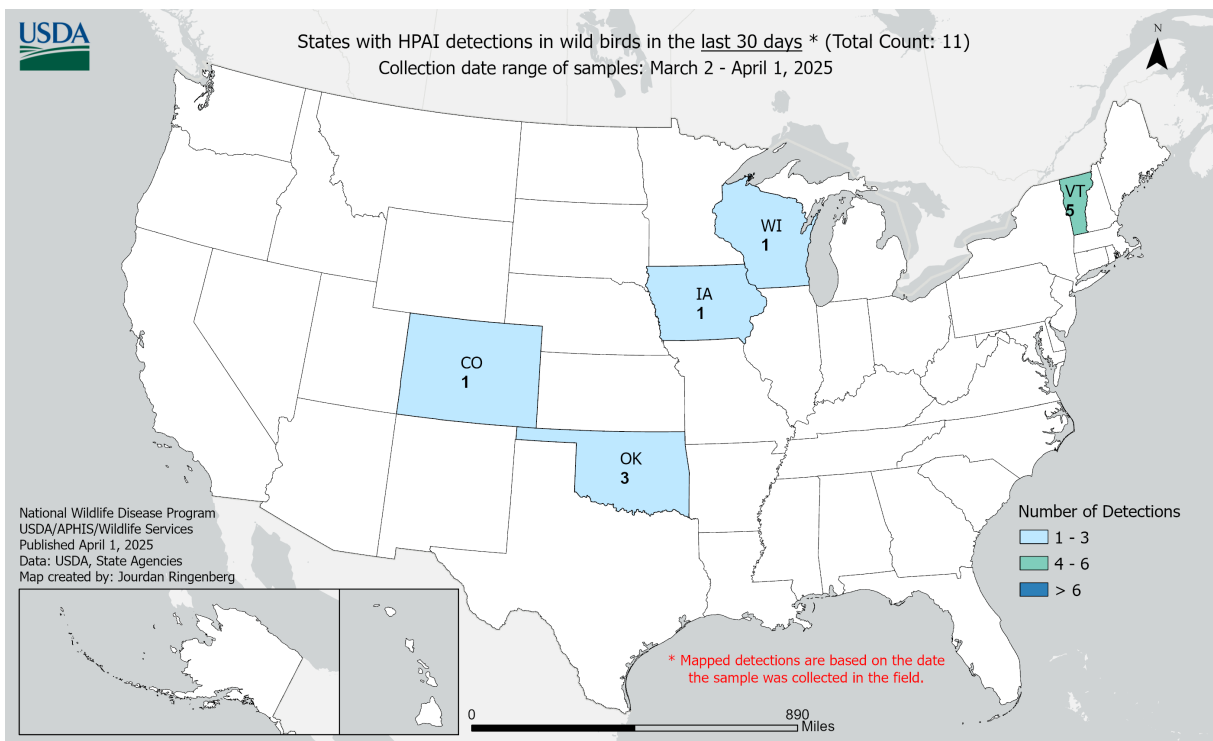 USDA
States with HPAI detections in wild birds in the last 30 days * (Total Count: 11)
Collection date range of samples: March 2 - April 1, 2025
N
VT
5
WI
1
IA
1
CO
1
OK
3
National Wildlife Disease Program
USDA/APHIS/Wildlife Services
Published April 1, 2025
Data: USDA, State Agencies
Map created by: Jourdan Ringenberg
Number of Detections
1 - 3
4 - 6
> 6
* Mapped detections are based on the date
the sample was collected in the field.
0
890
Miles